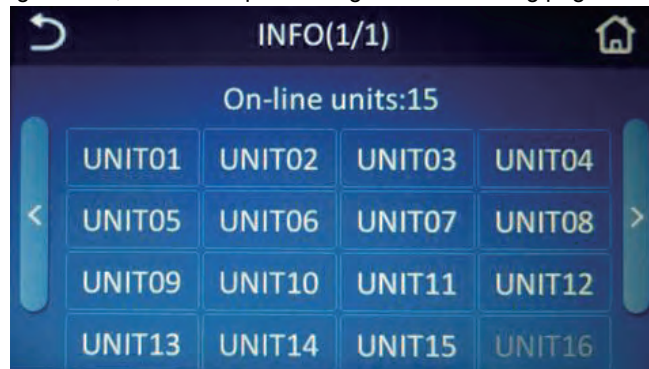 INFO(1/1)
On-line units:15
UNIT01 UNIT02 UNIT03 UNIT04
< UNIT05 UNIT06 UNIT07 UNIT08 >
UNIT09 UNIT10 UNIT11 UNIT12
UNIT13 UNIT14 UNIT15 UNIT16